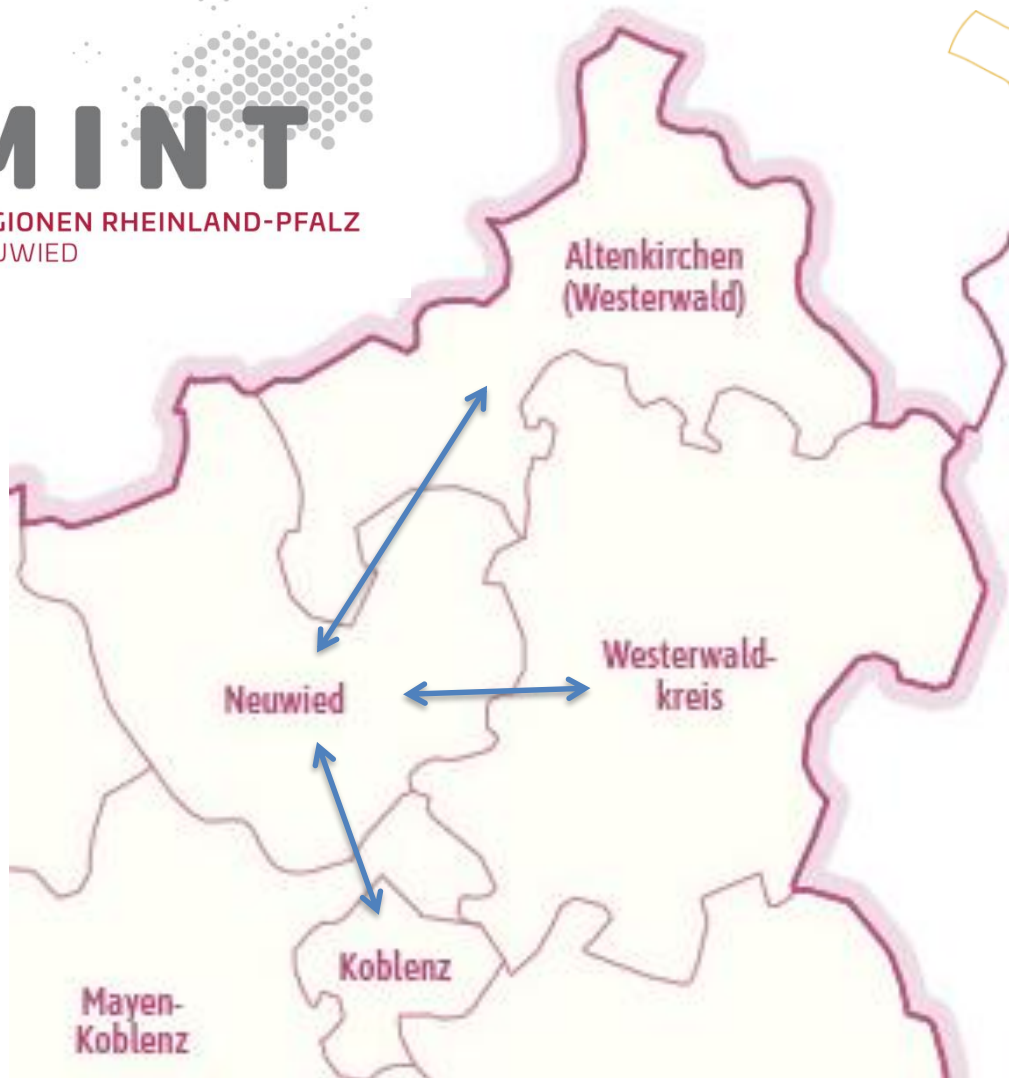 MINT
GIONEN RHEINLAND-PFALZ
UWIED
Altenkirchen
(Westerwald)
Westerwald-
kreis
Neuwied
Koblenz
Mayen-
Koblenz